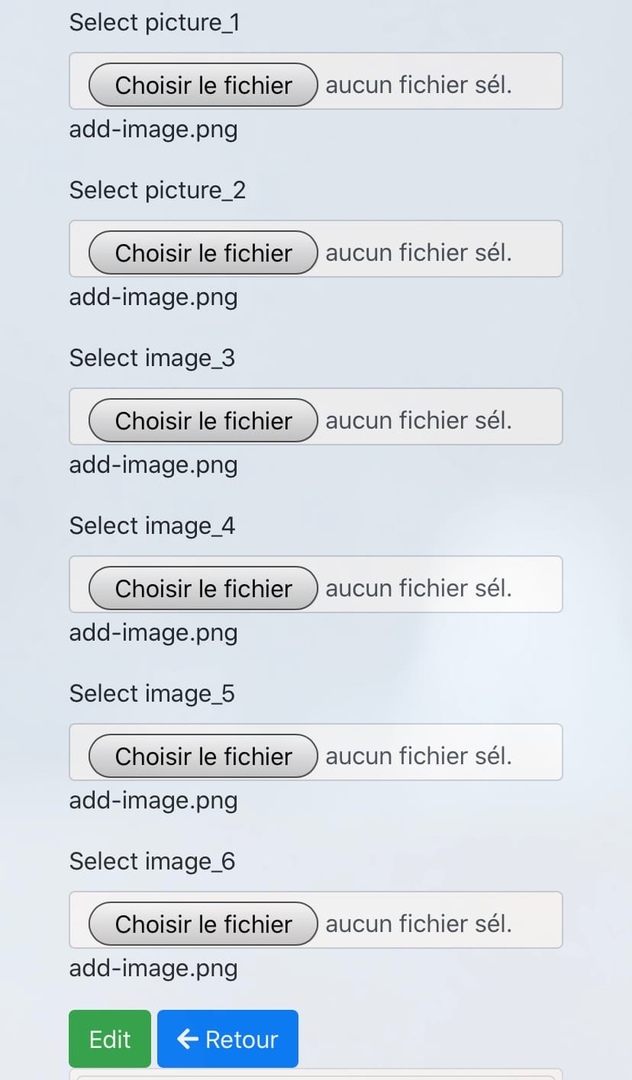 Select picture_1
Choisir le fichier aucun fichier sél.
add-image.png
Select picture_2
Choisir le fichier aucun fichier sél.
add-image.png
Select image_3
Choisir le fichier aucun fichier sél.
add-image.png
Select image_4
Choisir le fichier aucun fichier sél.
add-image.png
Select image_5
Choisir le fichier aucun fichier sél.
add-image.png
Select image_6
Choisir le fichier aucun fichier sél.
add-image.png
Edit Retour